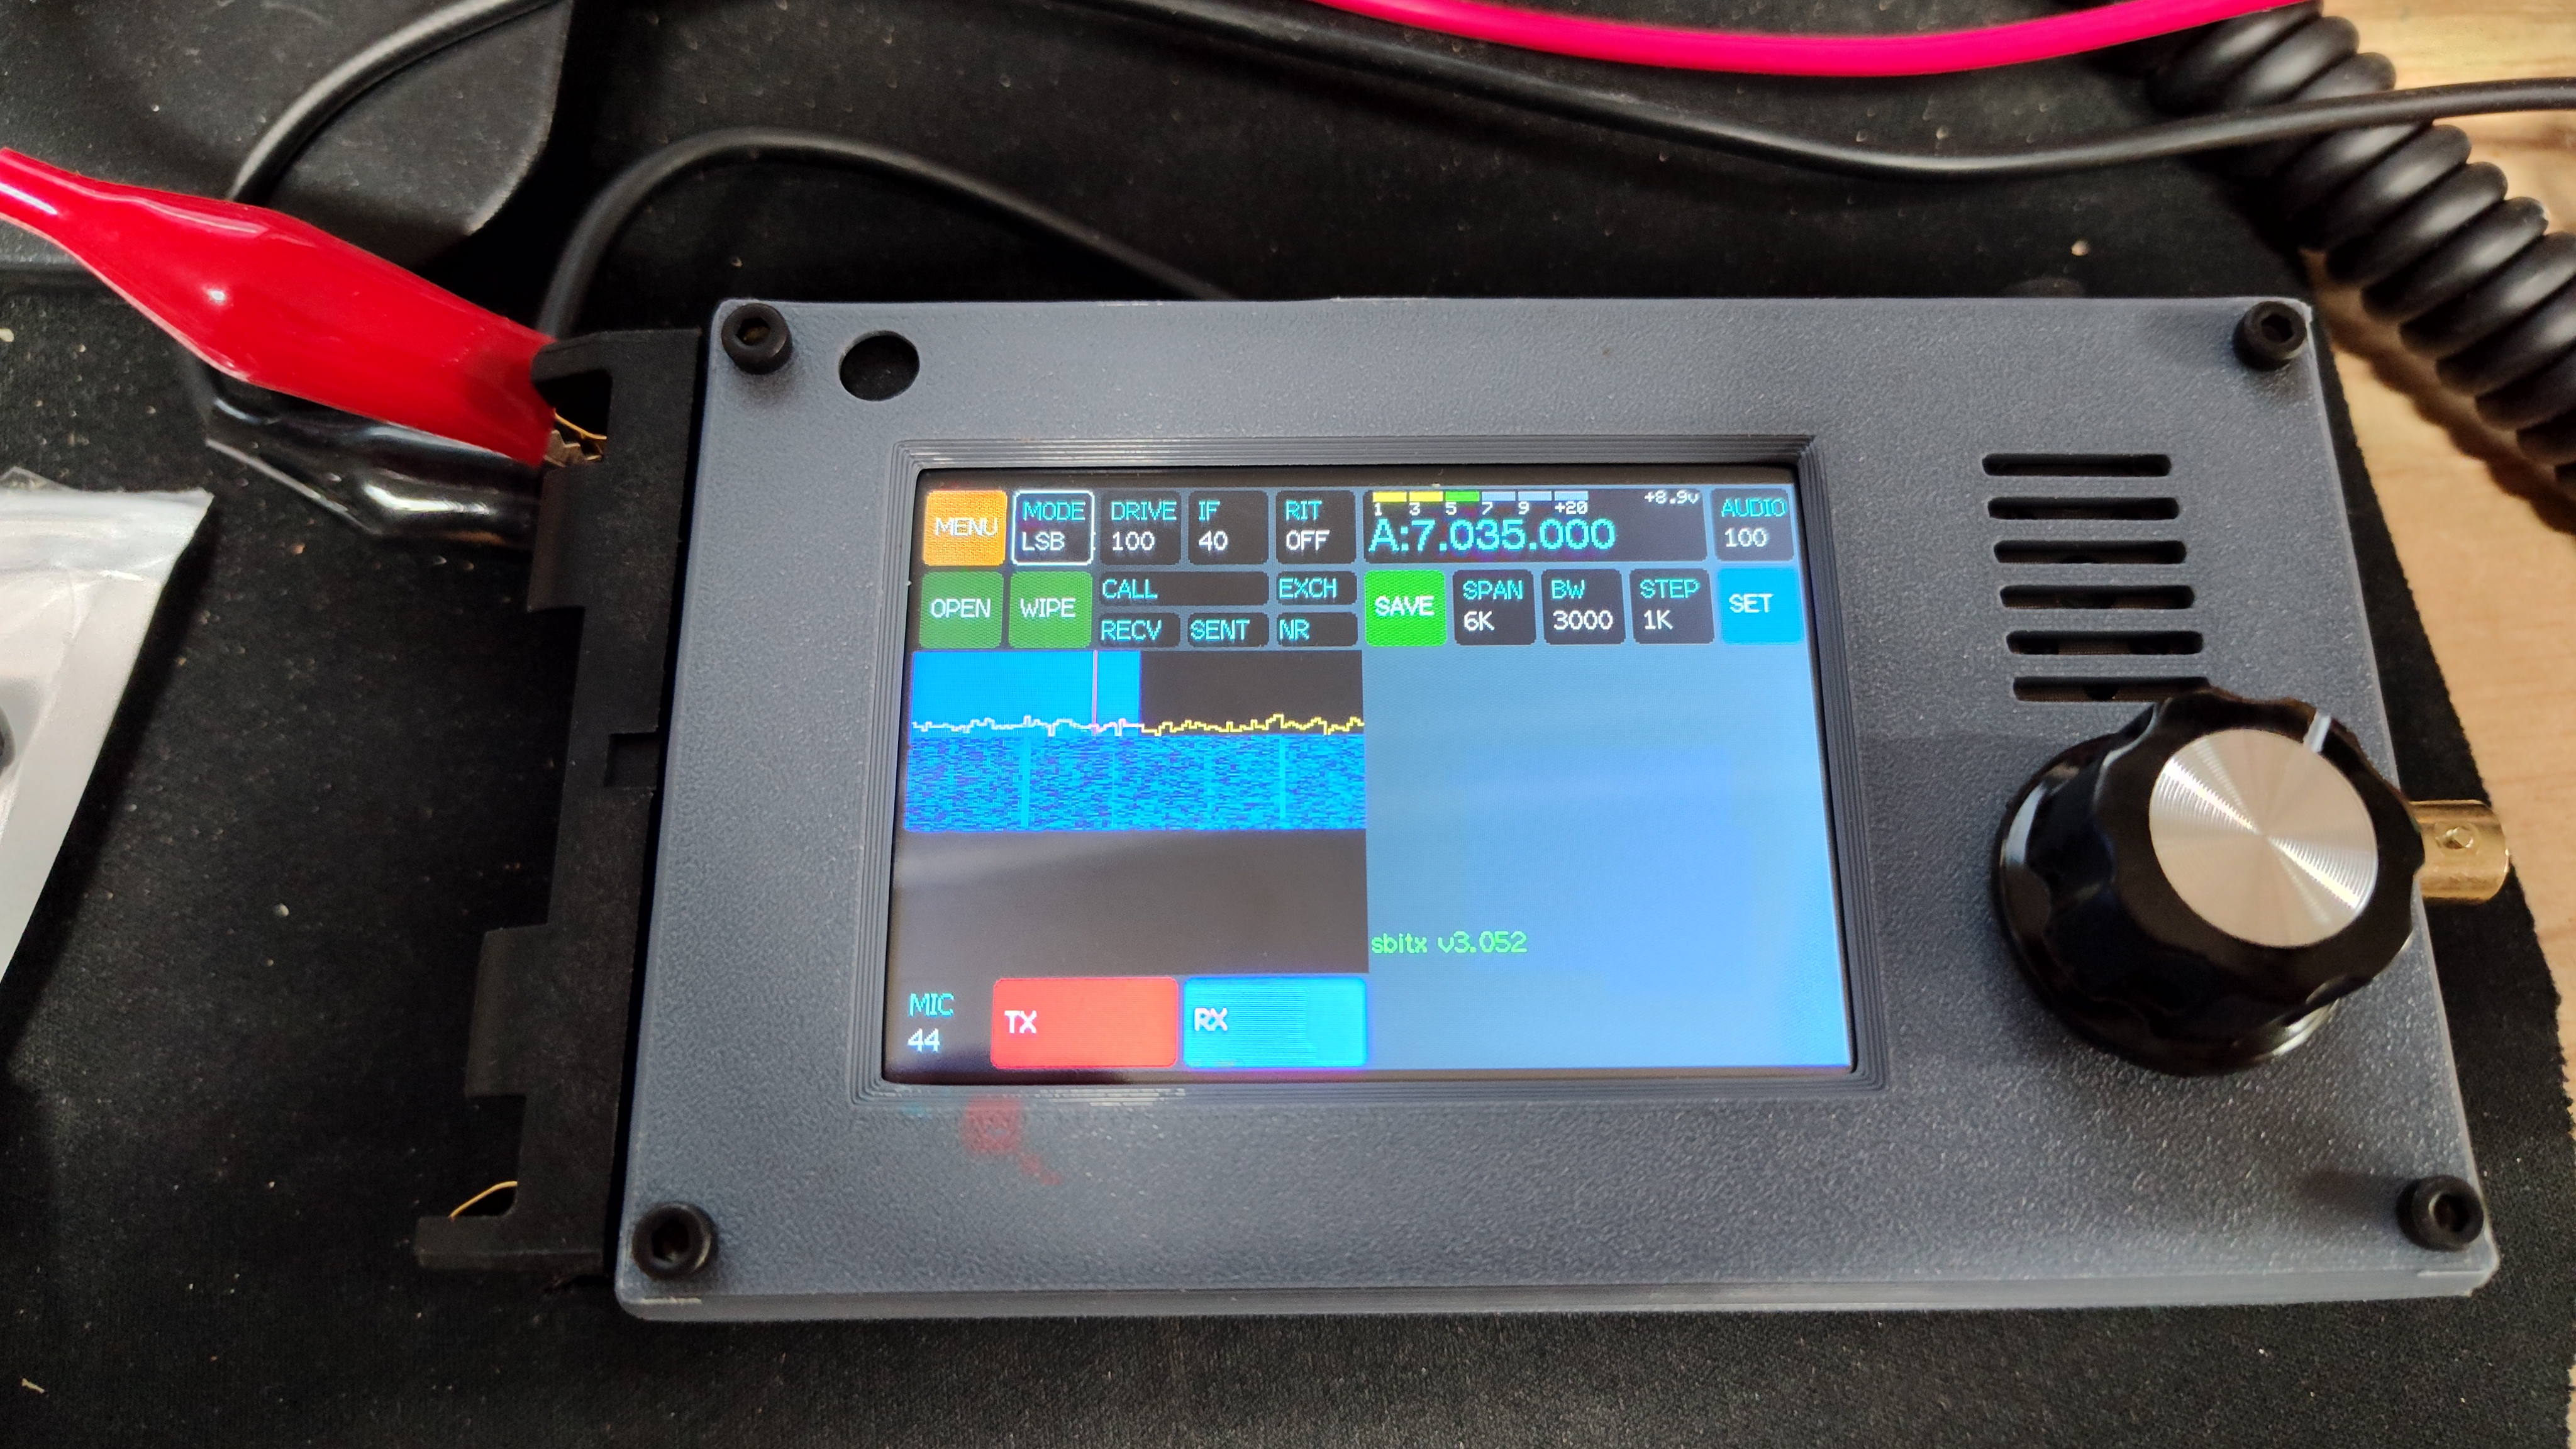 MENU
MODE
LSB
DRIVE
100
IF
40
RIT
OFF
1 3 5 7 9 +20
+8.9v
A:7.035.000
AUDIO
100
OPEN
WIPE
CALL
EXCH
RECV
SENT
NR
SAVE
SPAN
6K
BW
3000
STEP
1K
SET
sbitx v3.052
MIC
44
TX
RX